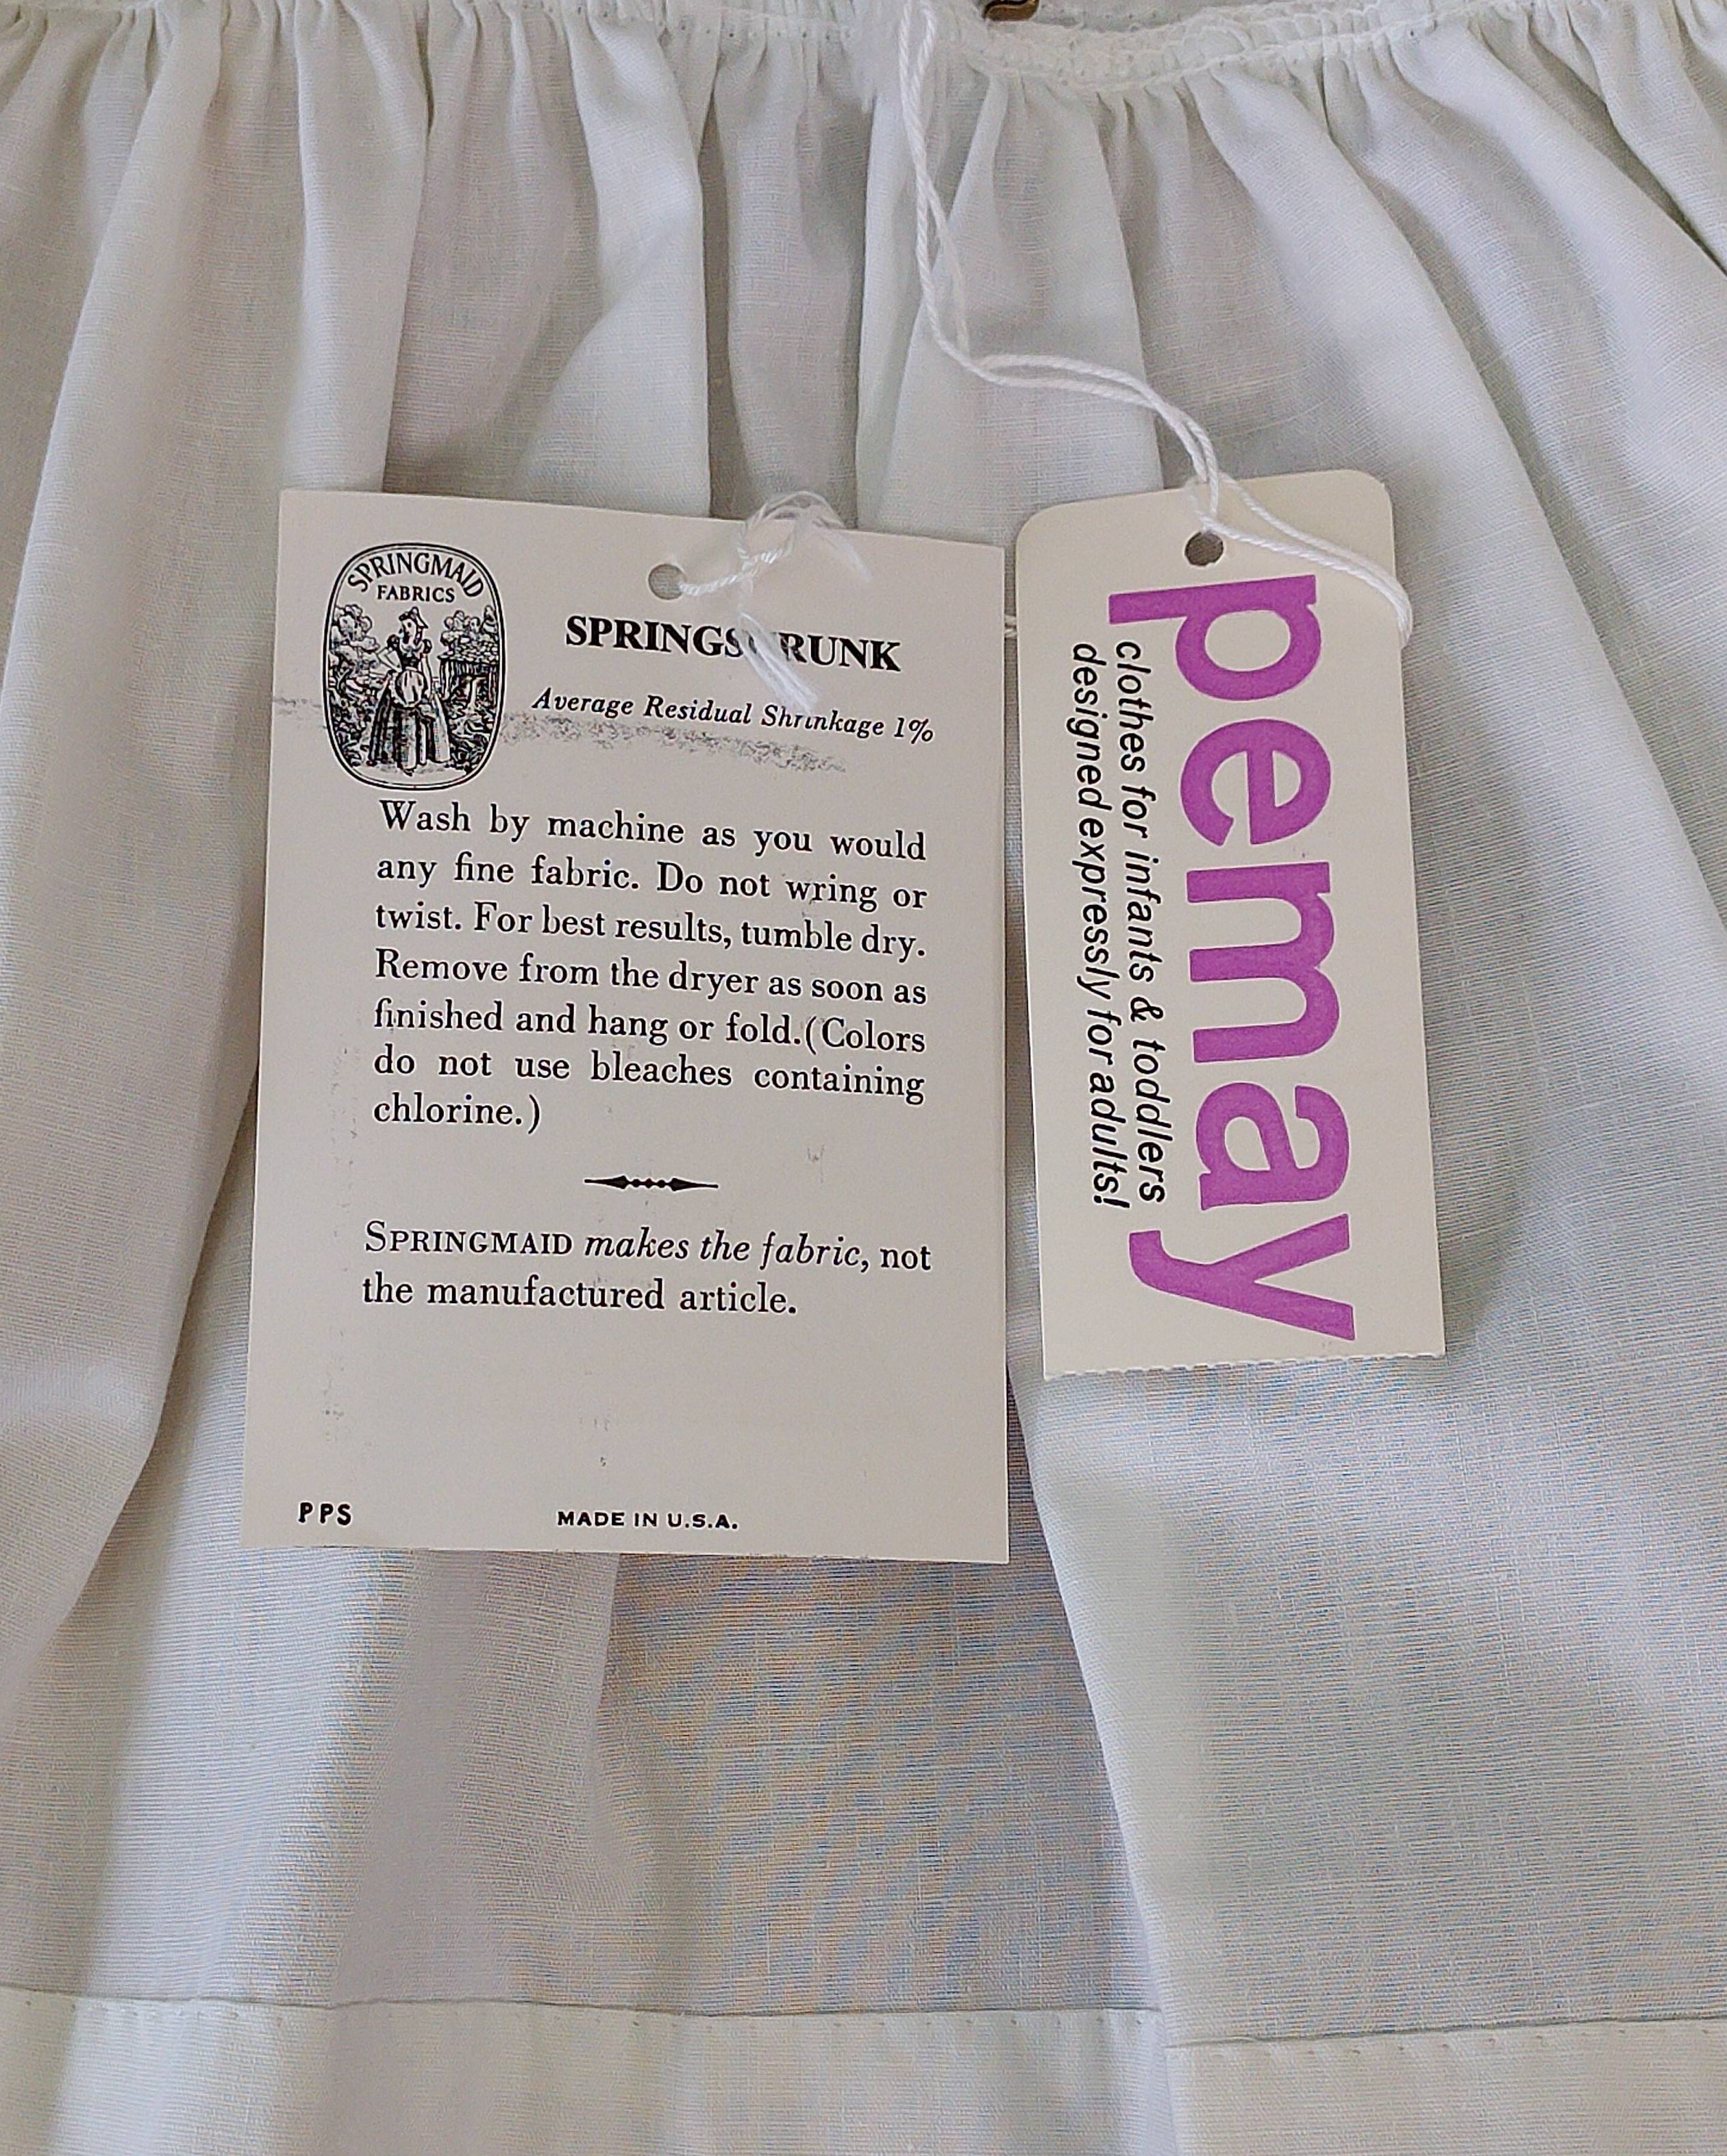 SPRINGMAID
FABRICS
Average Residual Shrinkage 1%
Wash by machine as you would
any fine fabric. Do not wring or
twist. For best results, tumble dry.
Remove from the dryer as soon as
finished and hang or fold.(Colors
do not use bleaches containing
chlorine.)
SPRINGMAID makes the fabric, not
the manufactured article.
PPS
MADE IN U.S.A.
pemay
clothes for infants & toddlers
designed expressly for adults!